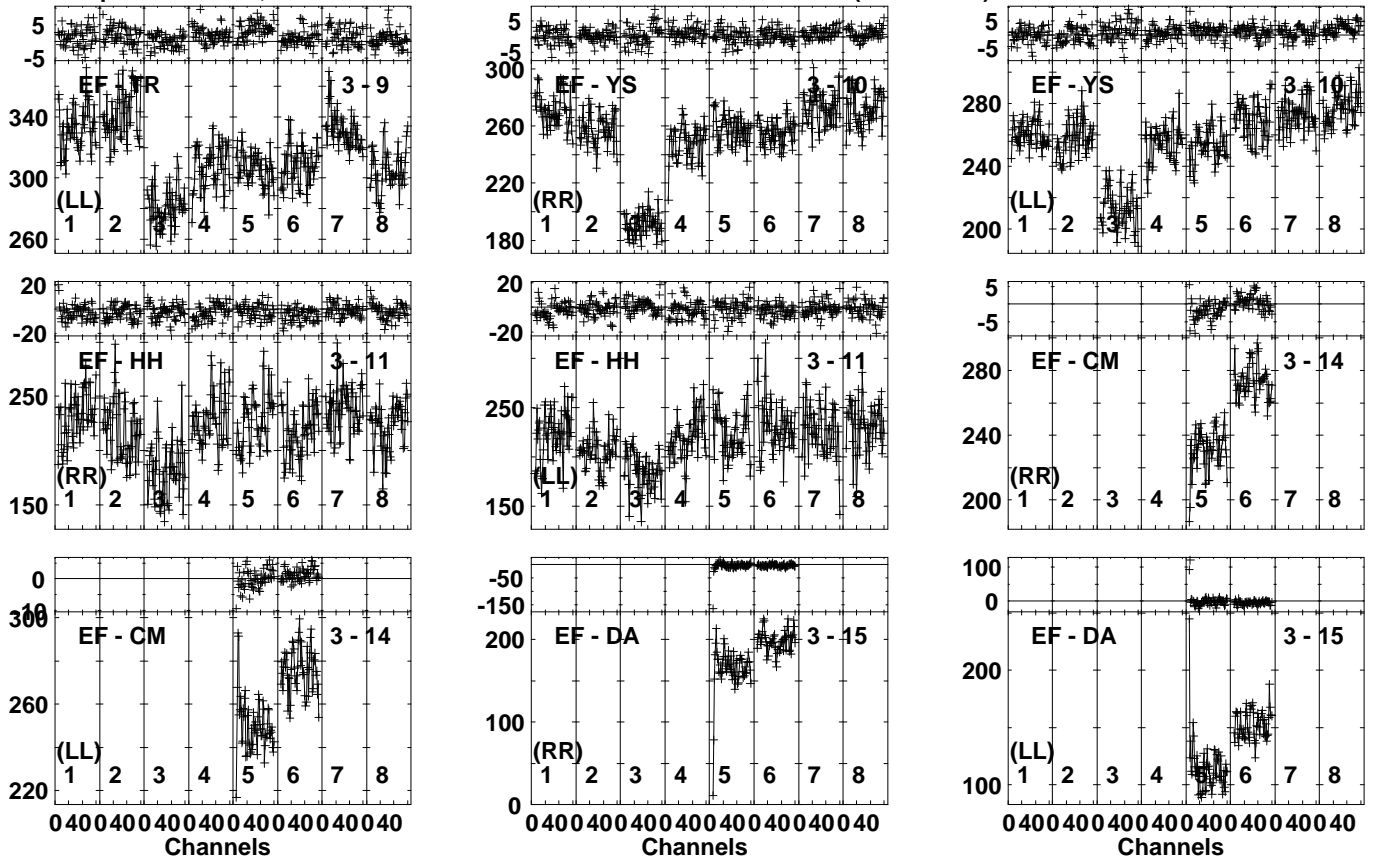 5 5 5
-5 -5 -5
EF - TR 3 - 9
340
300
260
(LL)
1 2 3 4 5 6 7 8
EF - YS 3 - 10
300
260
220
180
(RR)
1 2 3 4 5 6 7 8
EF - YS 3 - 10
280
240
200
(LL)
1 2 3 4 5 6 7 8
20 20 5
-20 -20 -5
EF - HH 3 - 11
250
150
(RR)
1 2 3 4 5 6 7 8
EF - HH 3 - 11
250
150
(LL)
1 2 3 4 5 6 7 8
EF - CM 3 - 14
280
240
200
(RR)
1 2 3 4 5 6 7 8
0 -50 100
-10 -150 0
EF - CM 3 - 14
300
260
220
(LL)
1 2 3 4 5 6 7 8
EF - DA 3 - 15
200
100
0
(RR)
1 2 3 4 5 6 7 8
EF - DA 3 - 15
200
100
(LL)
1 2 3 4 5 6 7 8
0 40 0 40 0 40 0 40 0 40 0 40 0 40 0 40
0 40 0 40 0 40 0 40 0 40 0 40 0 40 0 40
0 40 0 40 0 40 0 40 0 40 0 40 0 40 0 40
Channels Channels Channels